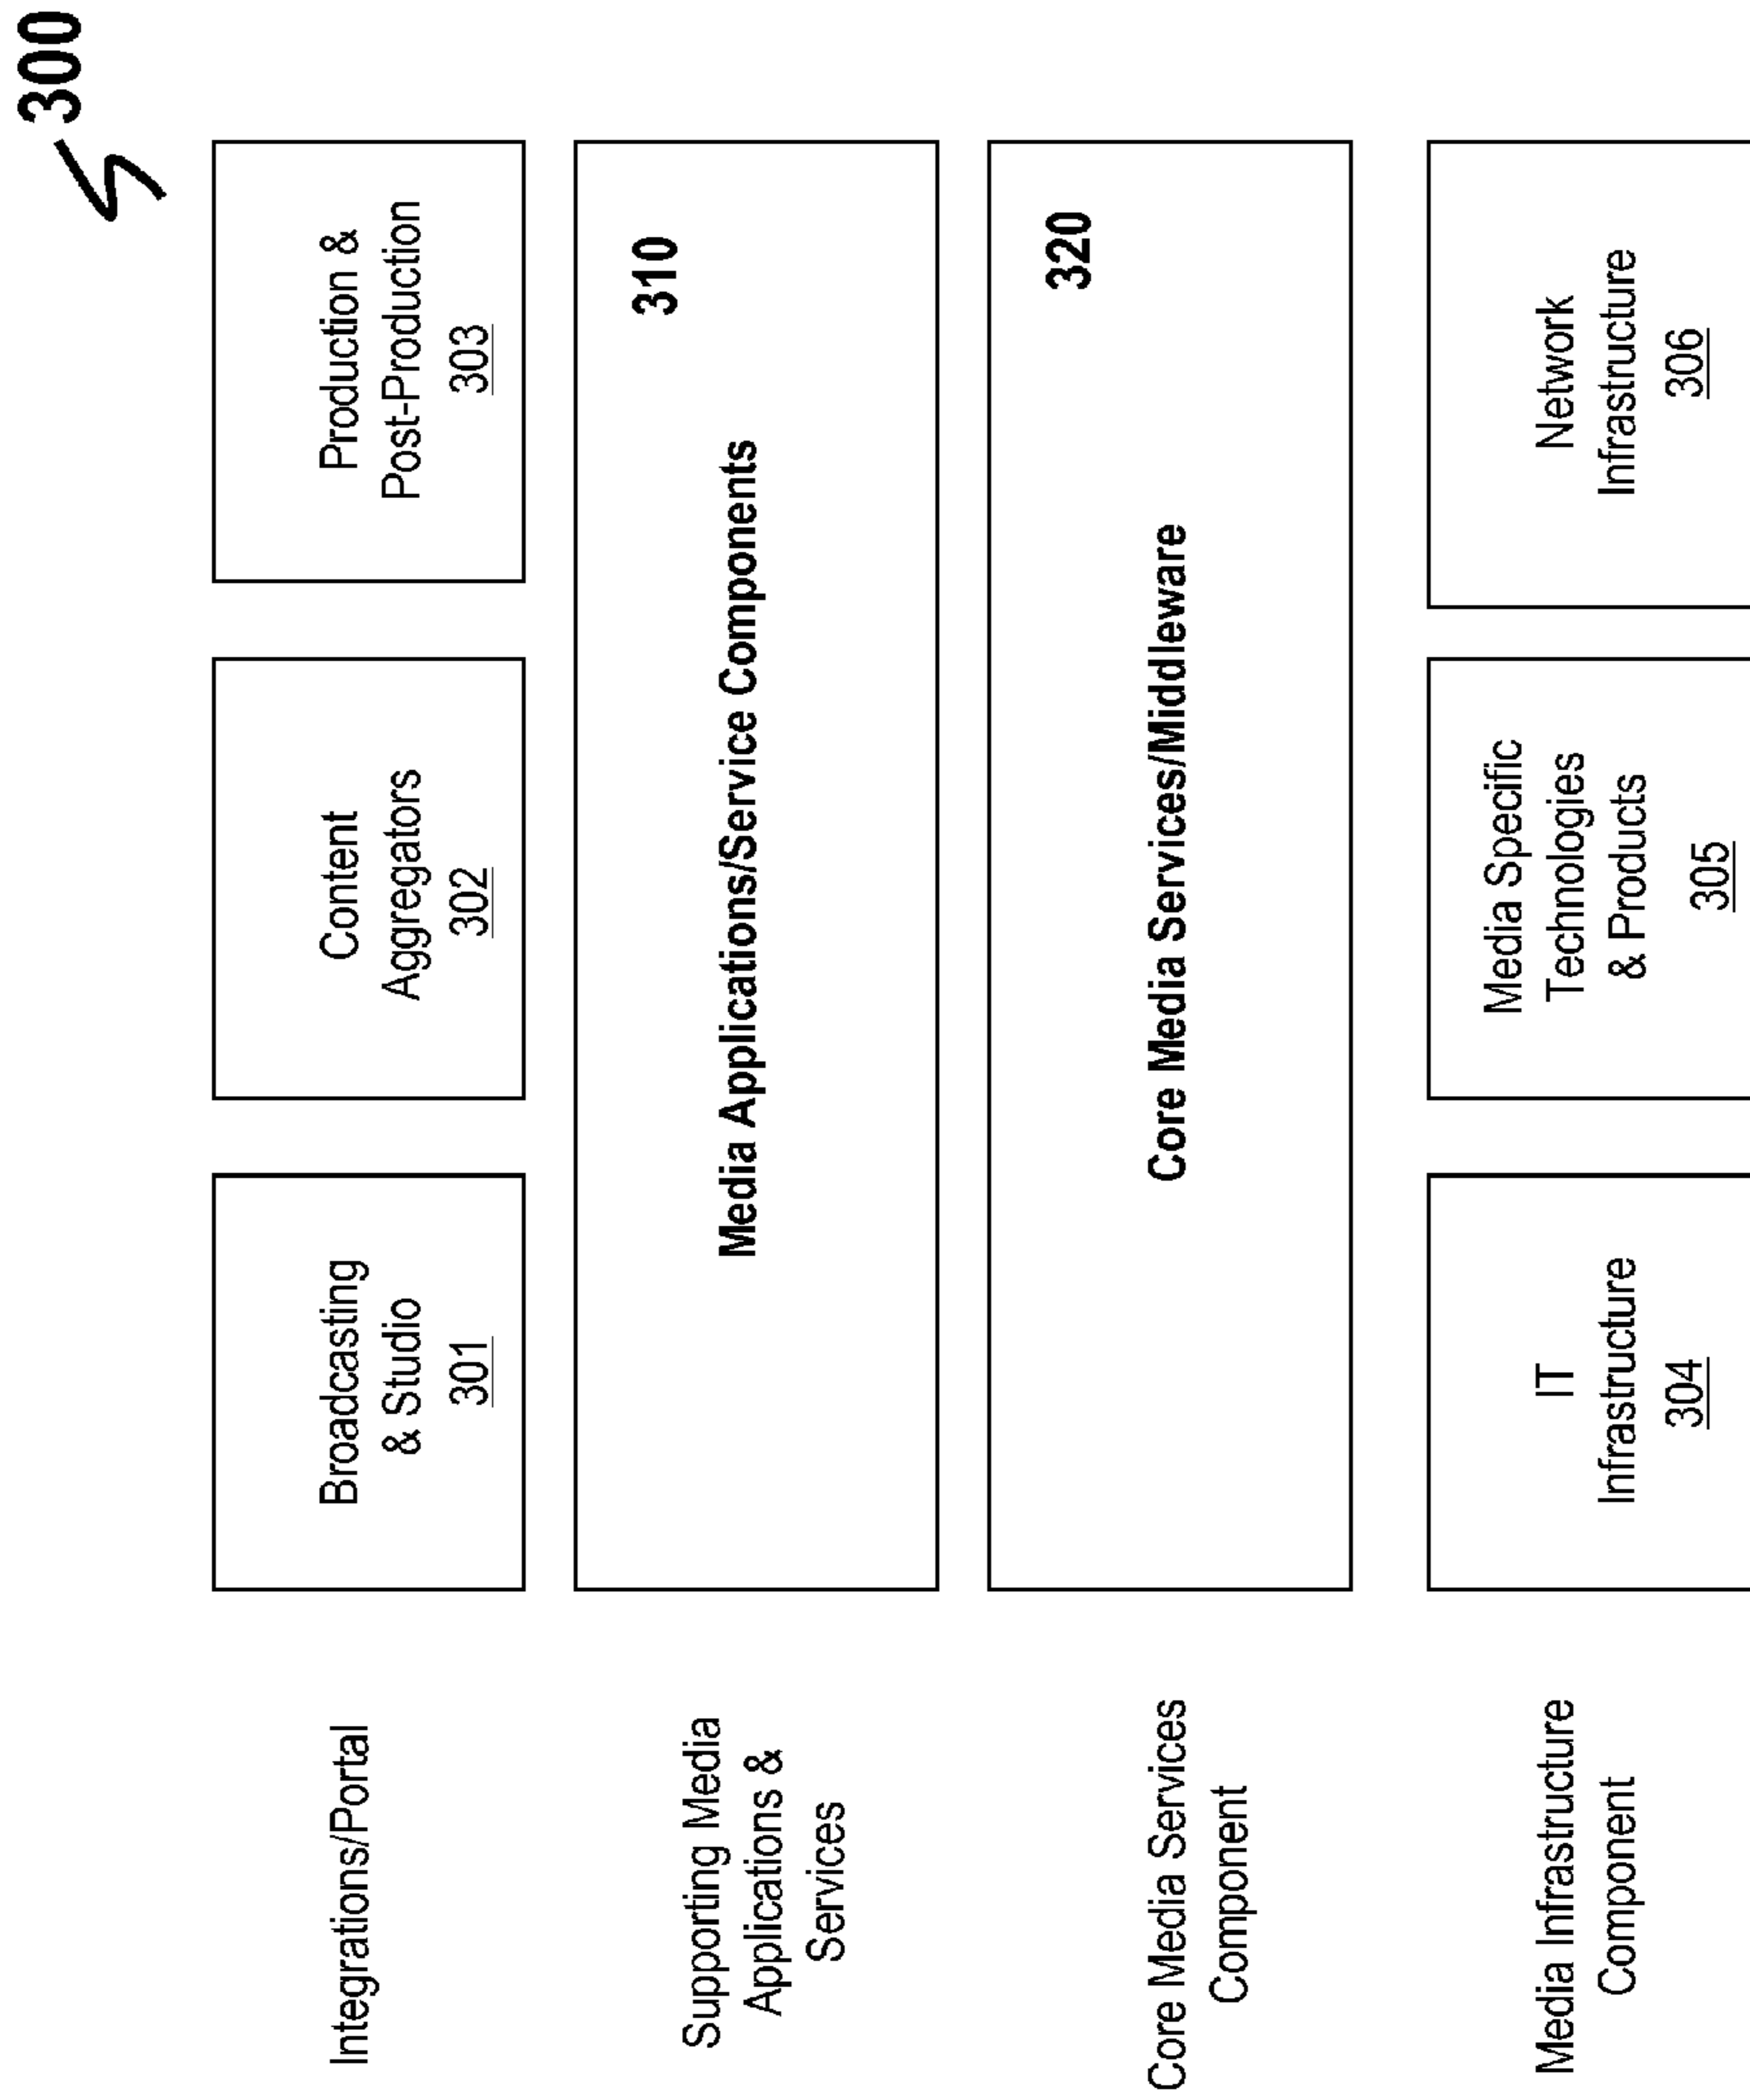 300
Integrations/Portal
Broadcasting
& Studio
301
Content
Aggregators
302
Production &
Post-Production
303
Supporting Media
Applications &
Services
310
Media Applications/Service Components
Core Media Services
Component
320
Core Media Services/Middleware
Media Infrastructure
Component
IT
Infrastructure
304
Media Specific
Technologies
& Products
305
Network
Infrastructure
306